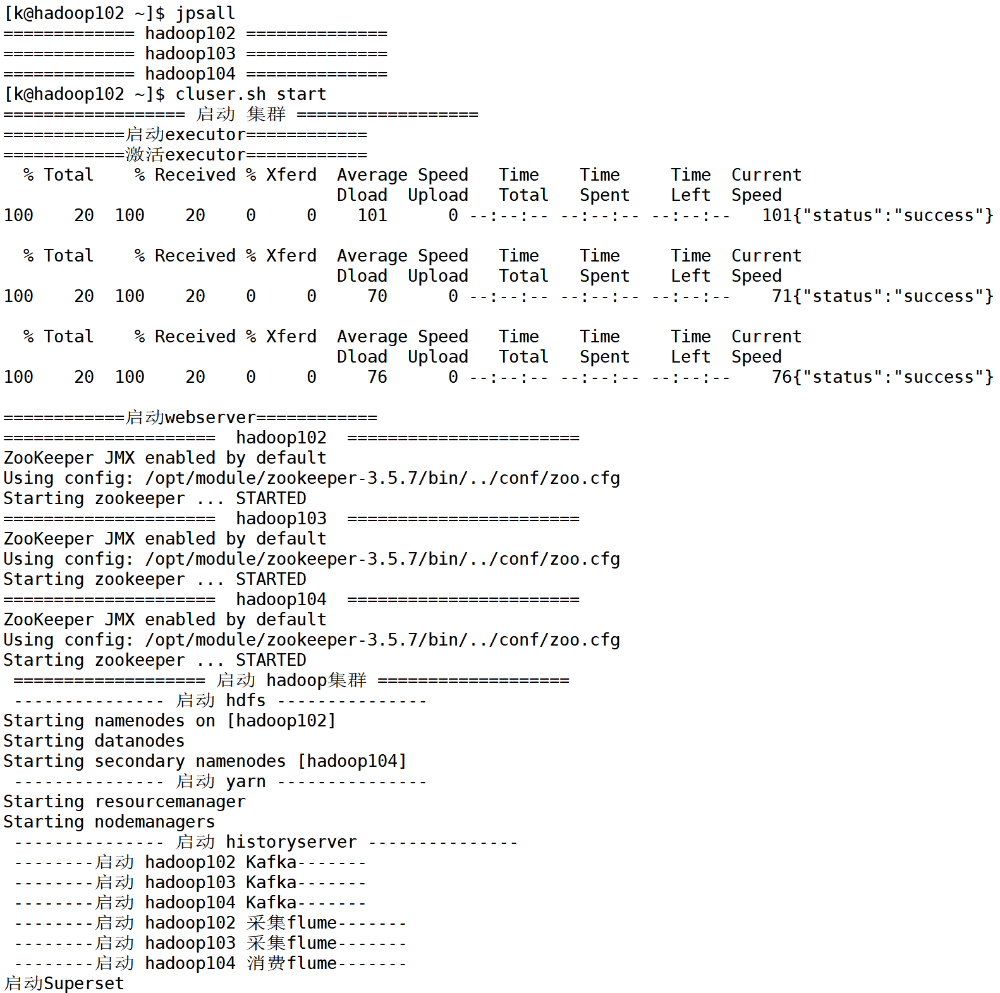 [k@hadoop102 ~]$ jpsall
============= hadoop102 ==============
============= hadoop103 ==============
============= hadoop104 ==============
[k@hadoop102 ~]$ cluser.sh start
================== 启动 集群 ==================
============启动executor============
============激活executor============
  % Total    % Received % Xferd  Average Speed   Time    Time     Time  Current
                                 Dload  Upload   Total   Spent    Left  Speed
100    20  100    20    0     0    101      0 --:--:-- --:--:-- --:--:--   101{"status":"success"}

  % Total    % Received % Xferd  Average Speed   Time    Time     Time  Current
                                 Dload  Upload   Total   Spent    Left  Speed
100    20  100    20    0     0     70      0 --:--:-- --:--:-- --:--:--    71{"status":"success"}

  % Total    % Received % Xferd  Average Speed   Time    Time     Time  Current
                                 Dload  Upload   Total   Spent    Left  Speed
100    20  100    20    0     0     76      0 --:--:-- --:--:-- --:--:--    76{"status":"success"}

============启动webserver============
=====================  hadoop102  =======================
ZooKeeper JMX enabled by default
Using config: /opt/module/zookeeper-3.5.7/bin/../conf/zoo.cfg
Starting zookeeper ... STARTED
=====================  hadoop103  =======================
ZooKeeper JMX enabled by default
Using config: /opt/module/zookeeper-3.5.7/bin/../conf/zoo.cfg
Starting zookeeper ... STARTED
=====================  hadoop104  =======================
ZooKeeper JMX enabled by default
Using config: /opt/module/zookeeper-3.5.7/bin/../conf/zoo.cfg
Starting zookeeper ... STARTED
 =================== 启动 hadoop集群 ===================
 --------------- 启动 hdfs ---------------
Starting namenodes on [hadoop102]
Starting datanodes
Starting secondary namenodes [hadoop104]
 --------------- 启动 yarn ---------------
Starting resourcemanager
Starting nodemanagers
 --------------- 启动 historyserver ---------------
 --------启动 hadoop102 Kafka-------
 --------启动 hadoop103 Kafka-------
 --------启动 hadoop104 Kafka-------
 --------启动 hadoop102 采集flume-------
 --------启动 hadoop103 采集flume-------
 --------启动 hadoop104 消费flume-------
启动Superset